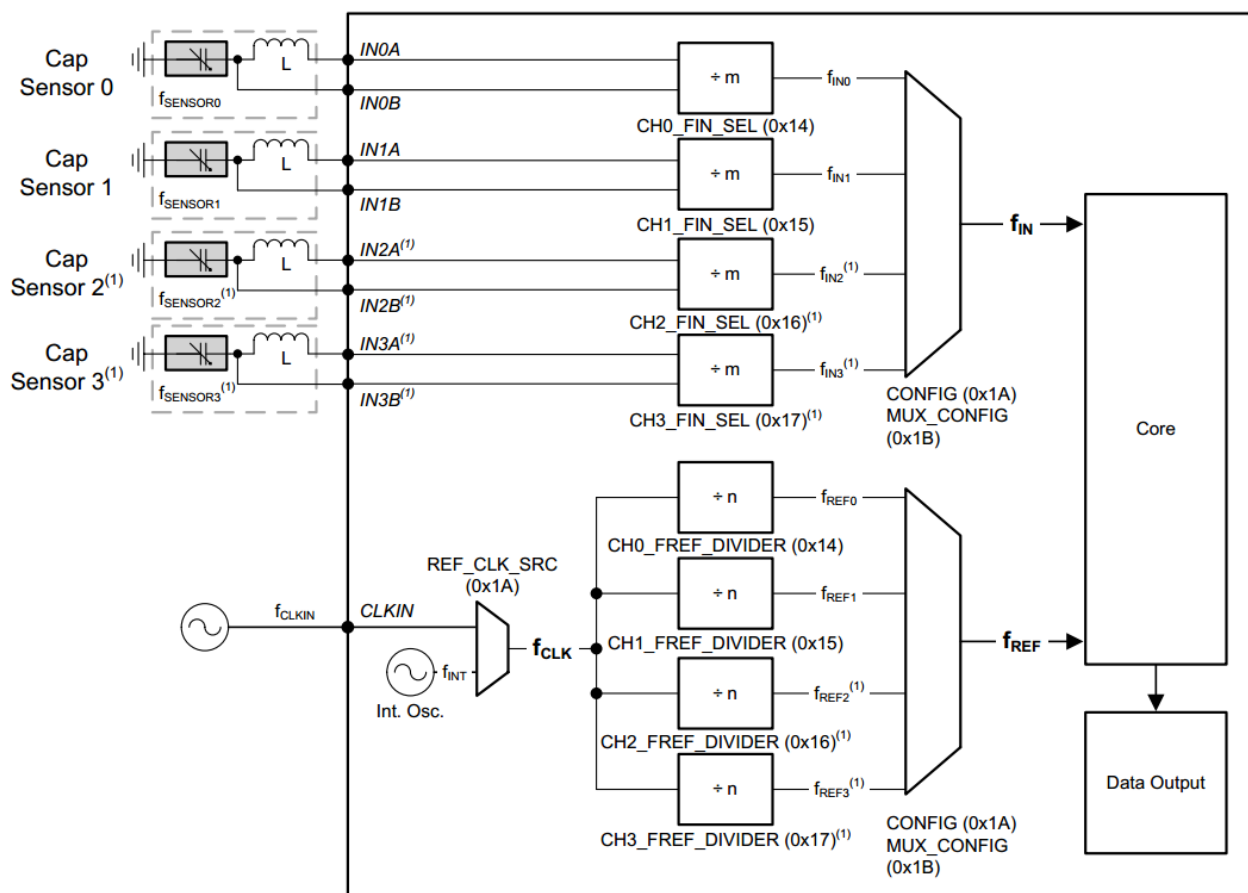 Cap
Sensor 0
L
fSENSOR0
IN0A
IN0B
÷ m
CH0_FIN_SEL (0x14)
fIN0
Cap
Sensor 1
L
fSENSOR1
IN1A
IN1B
÷ m
CH1_FIN_SEL (0x15)
fIN1
Cap
Sensor 2(1)
L
fSENSOR2(1)
IN2A(1)
IN2B(1)
÷ m
CH2_FIN_SEL (0x16)(1)
fIN2(1)
Cap
Sensor 3(1)
L
fSENSOR3(1)
IN3A(1)
IN3B(1)
÷ m
CH3_FIN_SEL (0x17)(1)
fIN3(1)
CONFIG (0x1A)
MUX_CONFIG
(0x1B)
fIN
Core
fCLKIN
CLKIN
REF_CLK_SRC
(0x1A)
fINT
Int. Osc.
fCLK
÷ n
CH0_FREF_DIVIDER (0x14)
fREF0
÷ n
CH1_FREF_DIVIDER (0x15)
fREF1
÷ n
CH2_FREF_DIVIDER (0x16)(1)
fREF2(1)
÷ n
CH3_FREF_DIVIDER (0x17)(1)
fREF3(1)
CONFIG (0x1A)
MUX_CONFIG
(0x1B)
fREF
Data Output